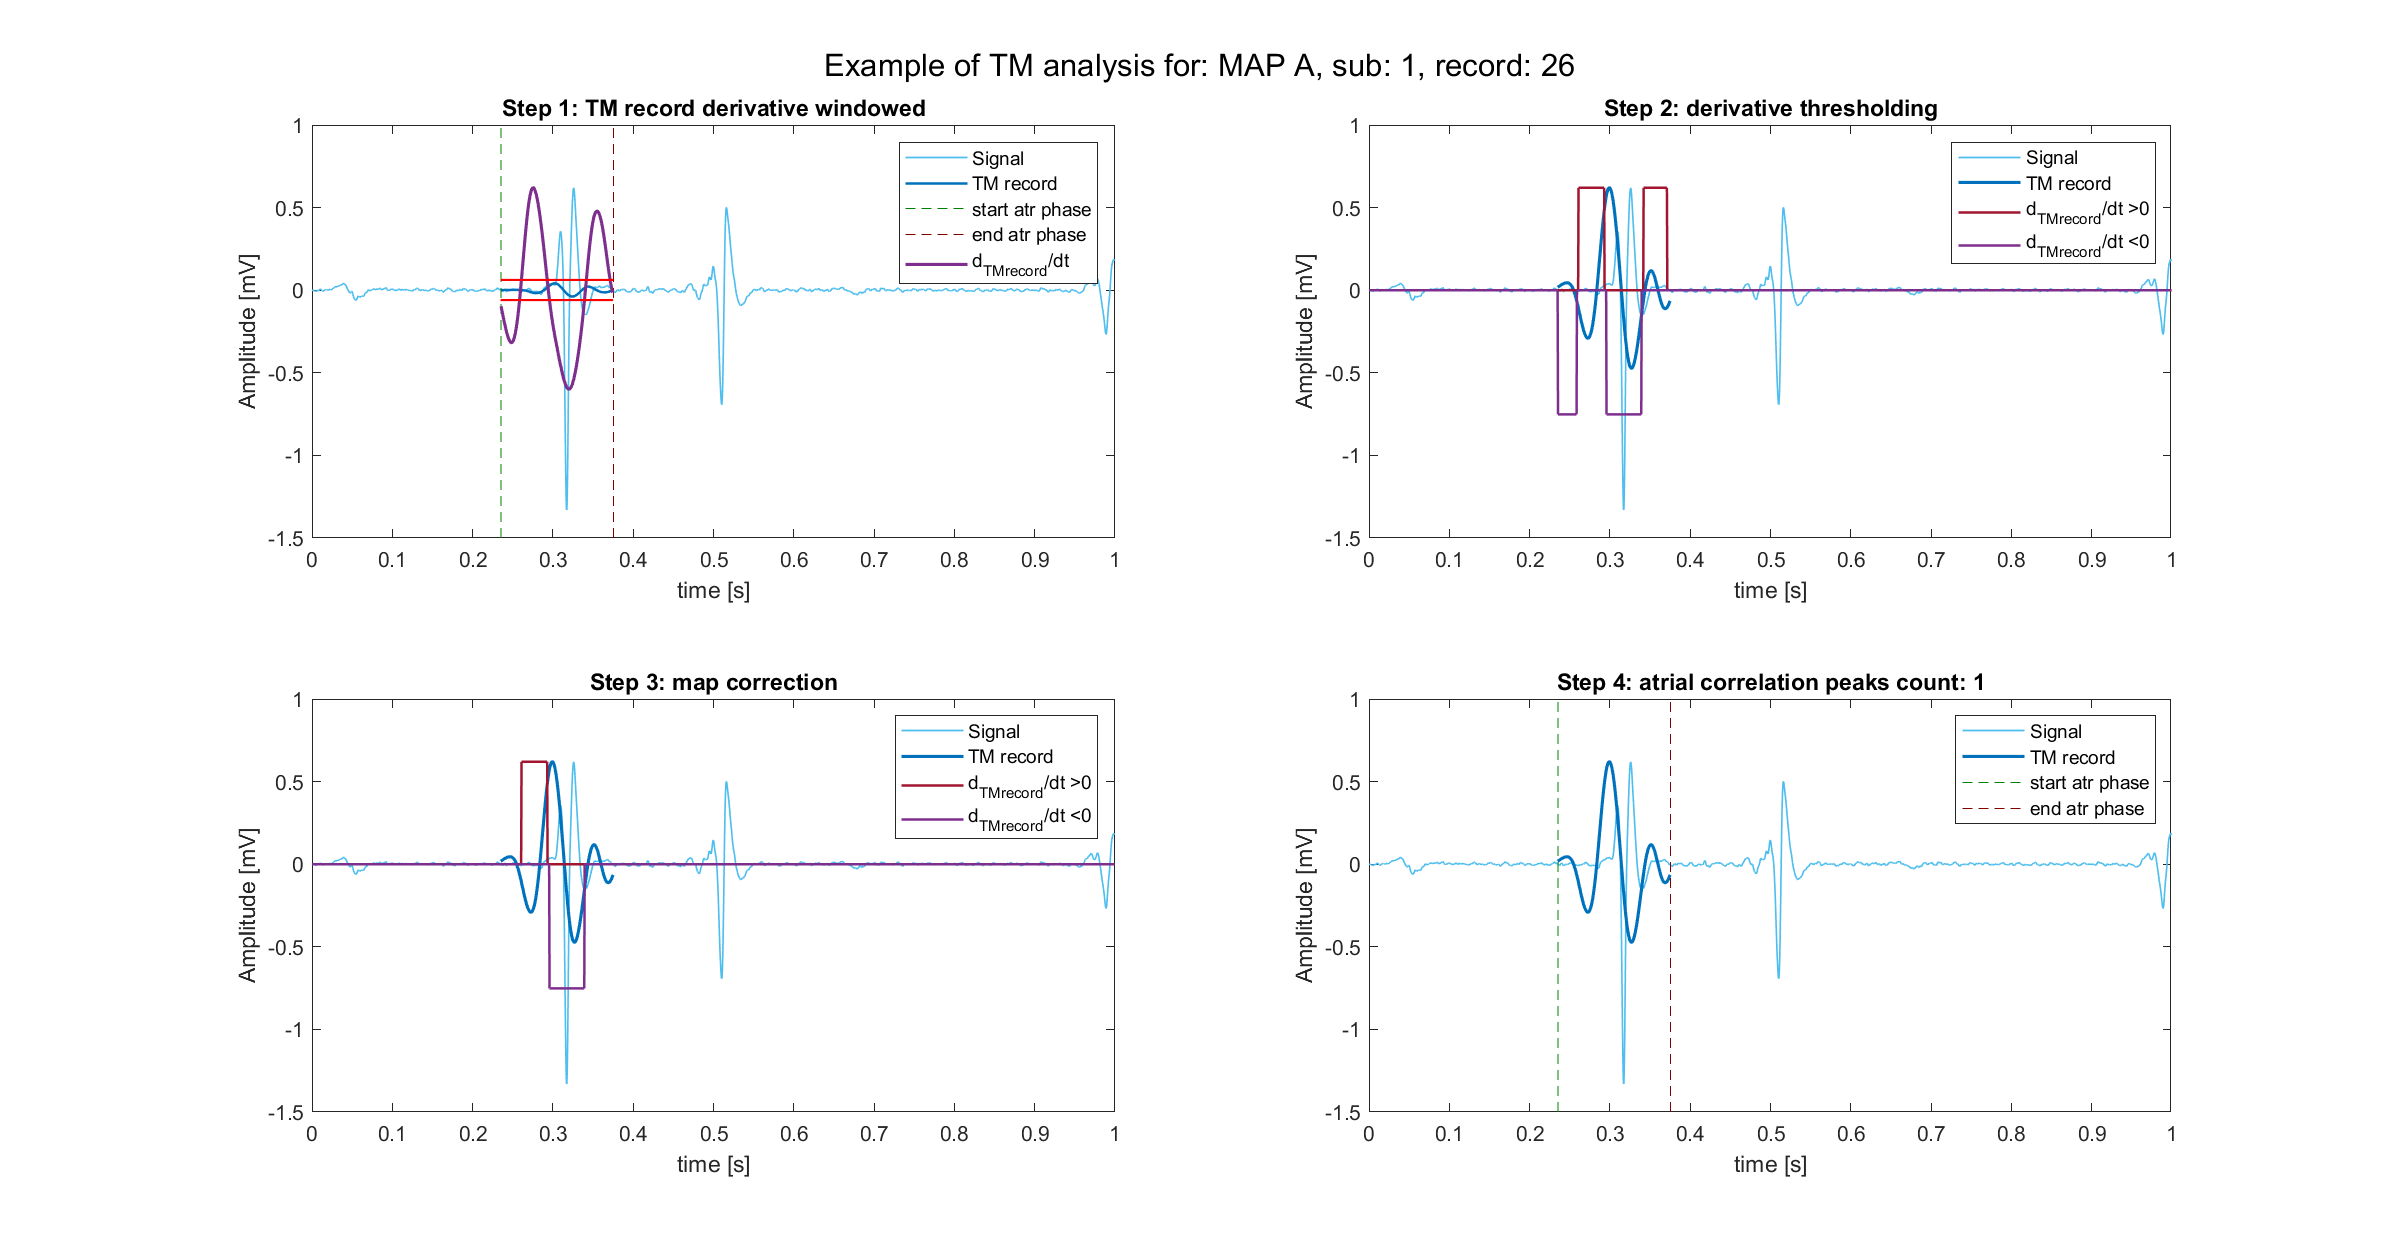 Example of TM analysis for: MAP A, sub: 1, record: 26
Step 1: TM record derivative windowed
1
0.5
0
-0.5
-1
-1.5
Amplitude [mV]
0 0.1 0.2 0.3 0.4 0.5 0.6 0.7 0.8 0.9 1
time [s]
Signal
TM record
start atr phase
end atr phase
dTMrecord/dt
Step 2: derivative thresholding
1
0.5
0
-0.5
-1
-1.5
Amplitude [mV]
0 0.1 0.2 0.3 0.4 0.5 0.6 0.7 0.8 0.9 1
time [s]
Signal
TM record
dTMrecord/dt >0
dTMrecord/dt <0
Step 3: map correction
1
0.5
0
-0.5
-1
-1.5
Amplitude [mV]
0 0.1 0.2 0.3 0.4 0.5 0.6 0.7 0.8 0.9 1
time [s]
Signal
TM record
dTMrecord/dt >0
dTMrecord/dt <0
Step 4: atrial correlation peaks count: 1
1
0.5
0
-0.5
-1
-1.5
Amplitude [mV]
0 0.1 0.2 0.3 0.4 0.5 0.6 0.7 0.8 0.9 1
time [s]
Signal
TM record
start atr phase
end atr phase